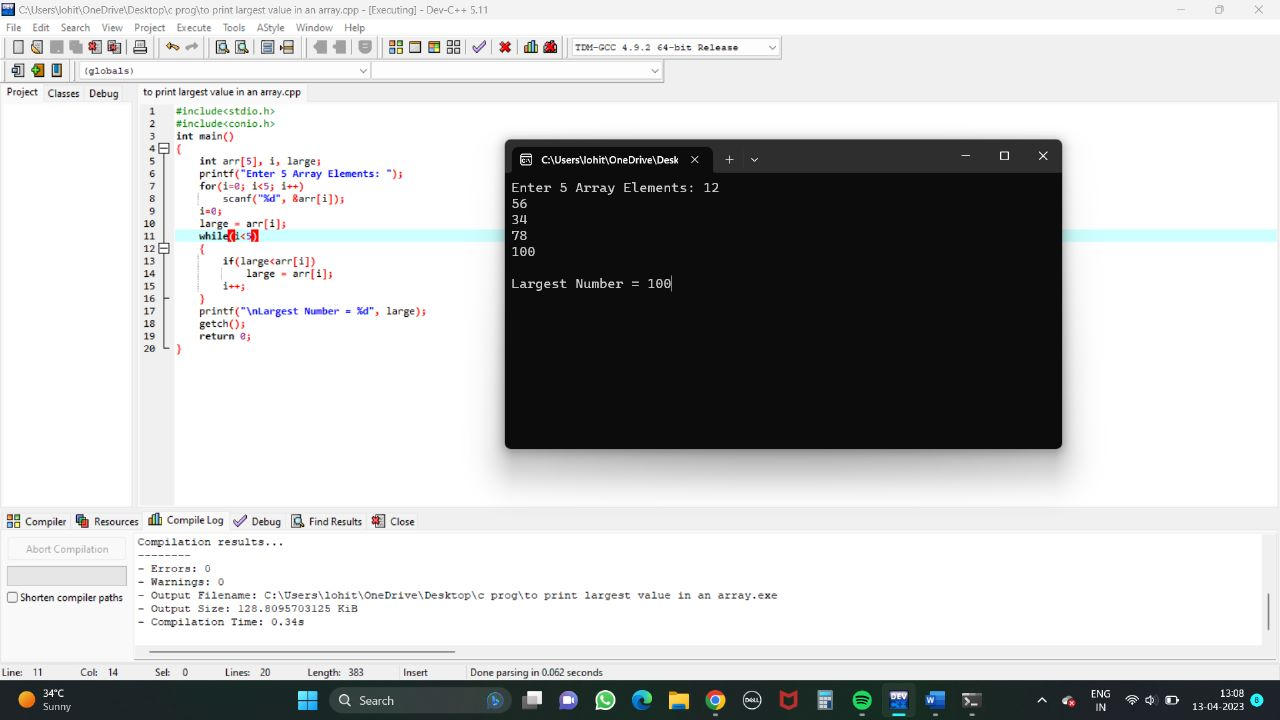 C:\Users\lohit\OneDrive\Desktop\c prog\to print largest value in an array.cpp - [Executing] - Dev-C++ 5.11
File Edit Search View Project Execute Tools AStyle Window Help
TDM-GCC 4.9.2 64-bit Release
(globals)
Project Classes Debug
to print largest value in an array.cpp
1 #include<stdio.h>
2 #include<conio.h>
3 int main()
4 {
5 int arr[5], i, large;
6 printf("Enter 5 Array Elements: ");
7 for(i=0; i<5; i++)
8 scanf("%d", &arr[i]);
9 i=0;
10 large = arr[i];
11 while(i<5)
12 {
13 if(large<arr[i])
14 large = arr[i];
15 i++;
16 }
17 printf("\nLargest Number = %d", large);
18 getch();
19 return 0;
20 }
C:\Users\lohit\OneDrive\Desk
Enter 5 Array Elements: 12
56
34
78
100
Largest Number = 100
Compiler Resources Compile Log Debug Find Results Close
Abort Compilation
Shorten compiler paths
Compilation results...
--------
- Errors: 0
- Warnings: 0
- Output Filename: C:\Users\lohit\OneDrive\Desktop\c prog\to print largest value in an array.exe
- Output Size: 128.8095703125 KiB
- Compilation Time: 0.34s
Line: 11 Col: 14 Sel: 0 Lines: 20 Length: 383 Insert Done parsing in 0.062 seconds
34°C
Sunny
Search
DELL
DEV
ENG
IN
13:08
13-04-2023
8